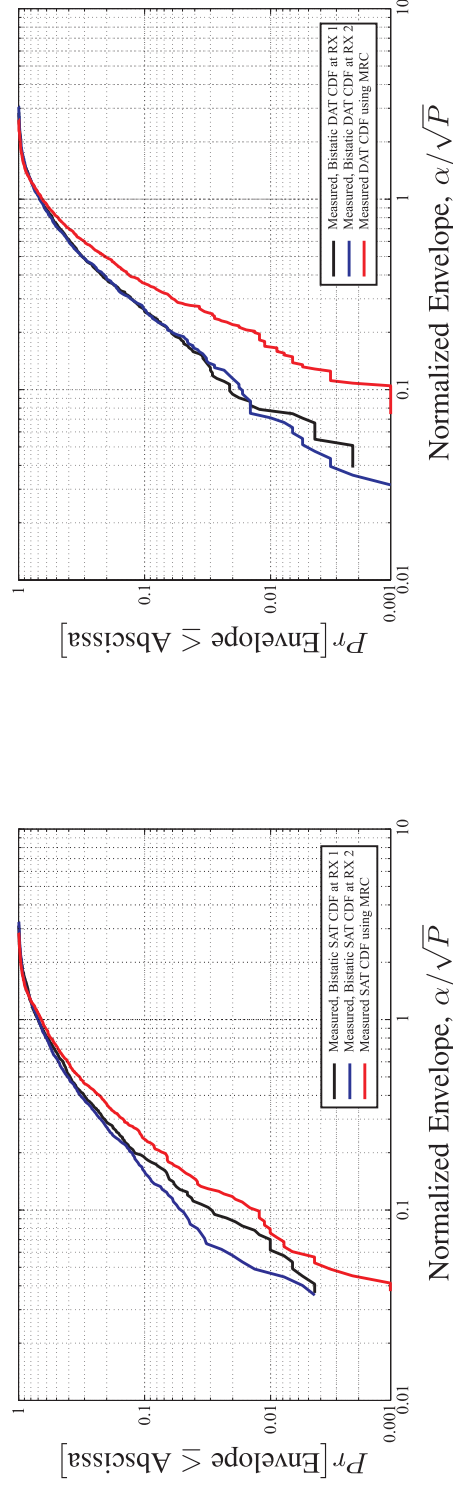 1
0.1
0.01
0.001
0.01
0.1
1
10
Pr[Envelope ≤ Abscissa]
Normalized Envelope, α/√P
Measured, Bistatic SAT CDF at RX 1
Measured, Bistatic SAT CDF at RX 2
Measured SAT CDF using MRC
1
0.1
0.01
0.001
0.01
0.1
1
10
Pr[Envelope ≤ Abscissa]
Normalized Envelope, α/√P
Measured, Bistatic DAT CDF at RX 1
Measured, Bistatic DAT CDF at RX 2
Measured DAT CDF using MRC